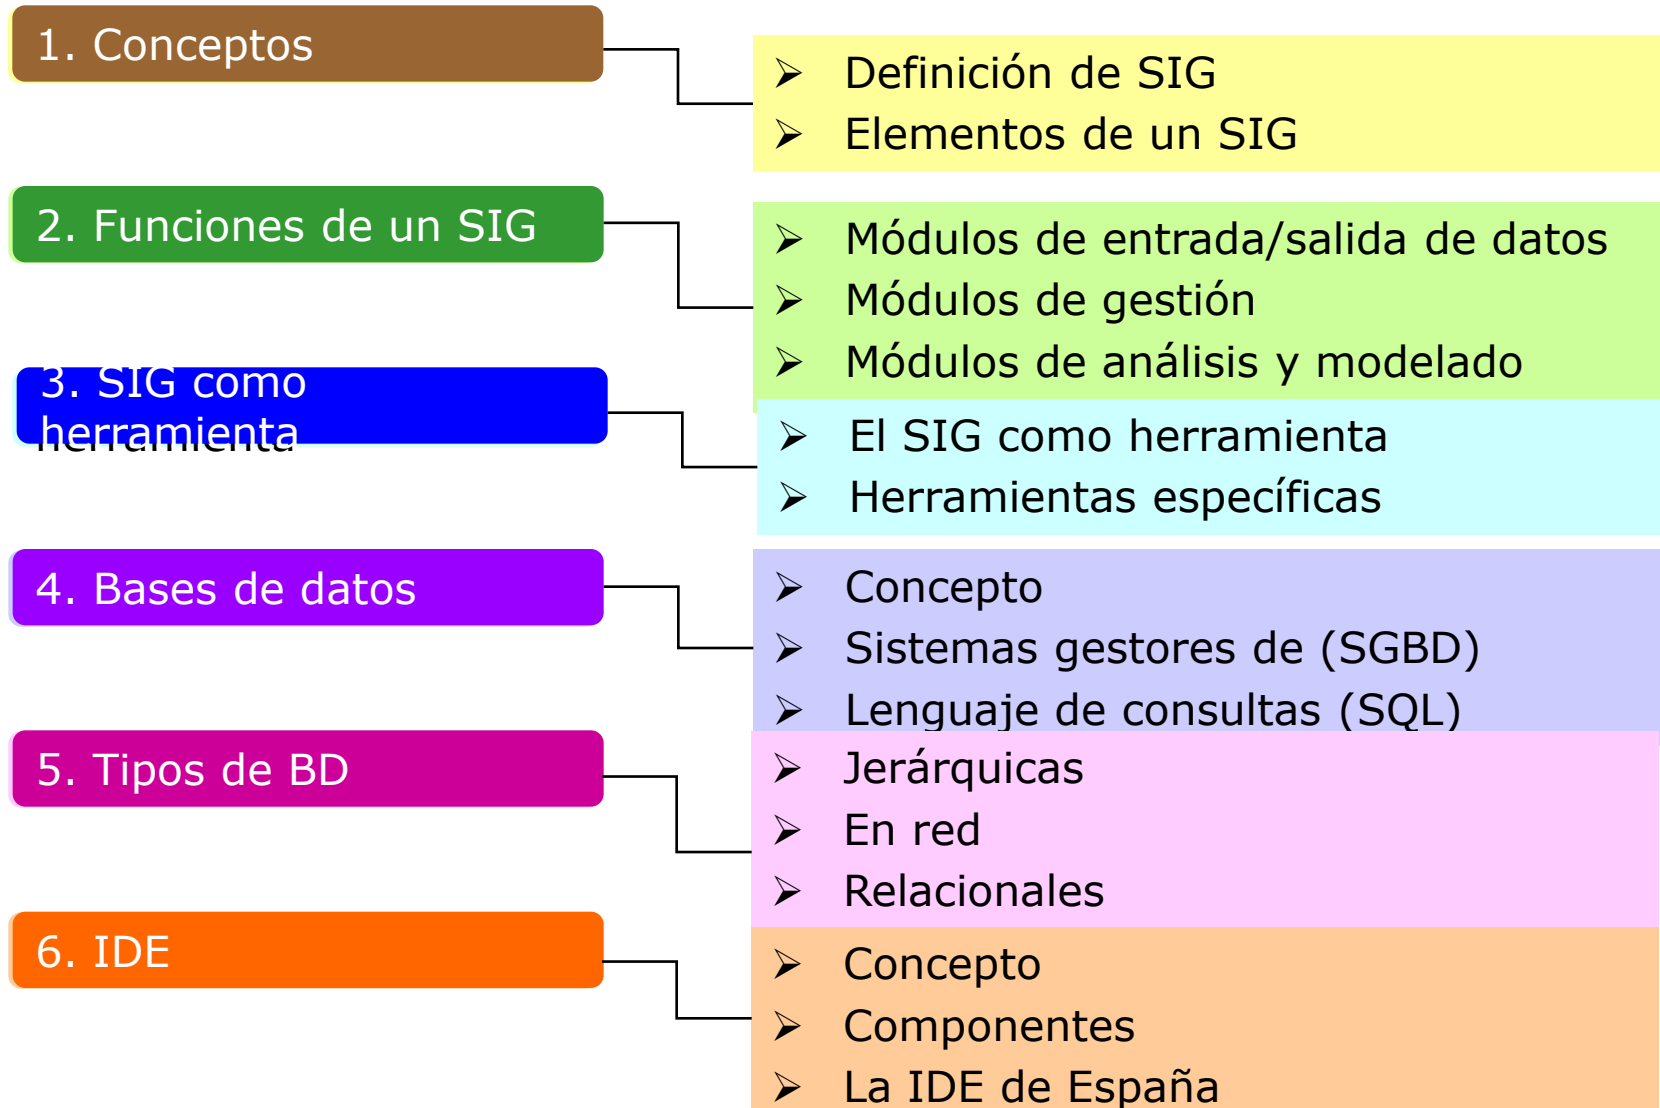 1. Conceptos
➢ Definición de SIG
➢ Elementos de un SIG
2. Funciones de un SIG
➢ Módulos de entrada/salida de datos
➢ Módulos de gestión
➢ Módulos de análisis y modelado
3. SIG como
herramienta
➢ El SIG como herramienta
➢ Herramientas específicas
4. Bases de datos
➢ Concepto
➢ Sistemas gestores de (SGBD)
➢ Lenguaje de consultas (SQL)
5. Tipos de BD
➢ Jerárquicas
➢ En red
➢ Relacionales
6. IDE
➢ Concepto
➢ Componentes
➢ La IDE de España